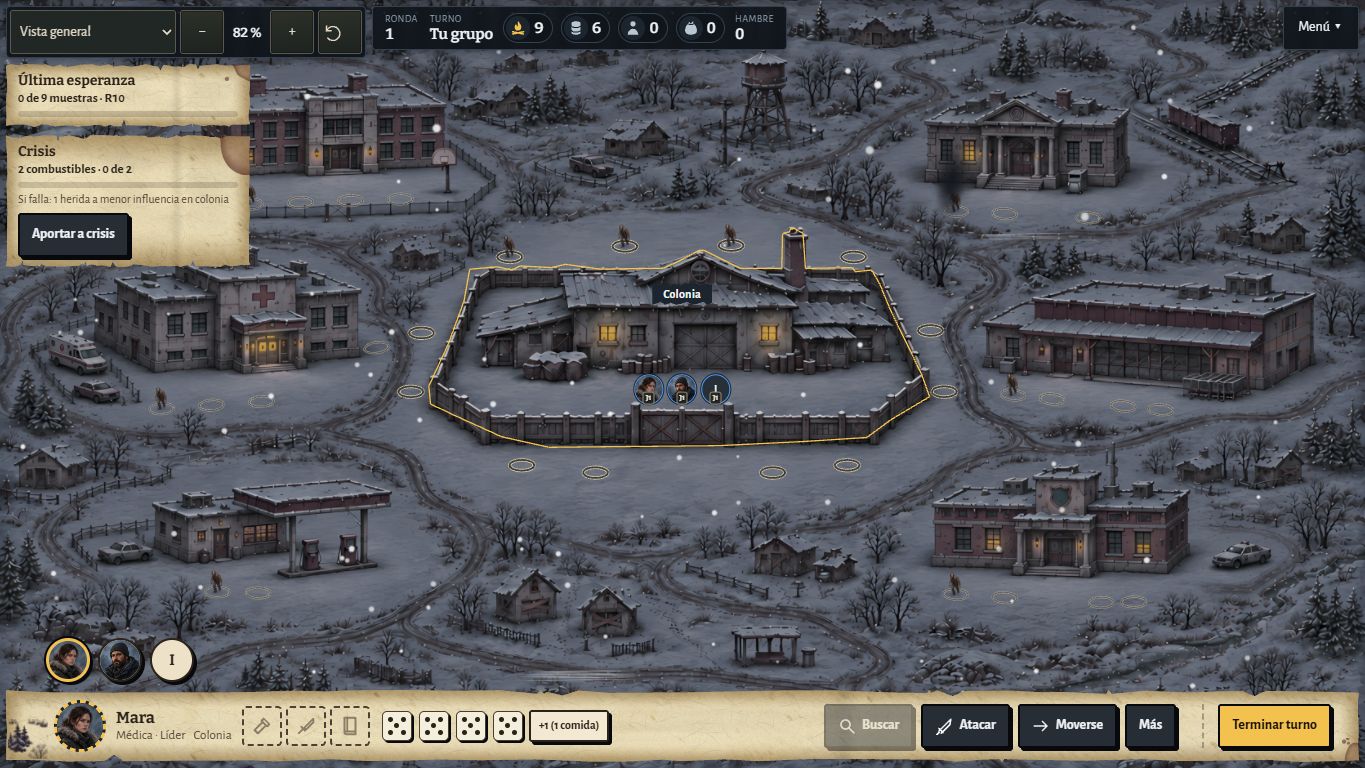 Vista general
−
82 %
+
RONDA
1
TURNO
Tu grupo
9
6
0
0
HAMBRE
0
Menú ▾
Última esperanza
0 de 9 muestras · R10
Crisis
2 combustibles · 0 de 2
Si falla: 1 herida a menor influencia en colonia
Aportar a crisis
Colonia
I
I
Mara
Médica · Líder Colonia
+1 (1 comida)
Buscar
Atacar
Moverse
Más
Terminar turno